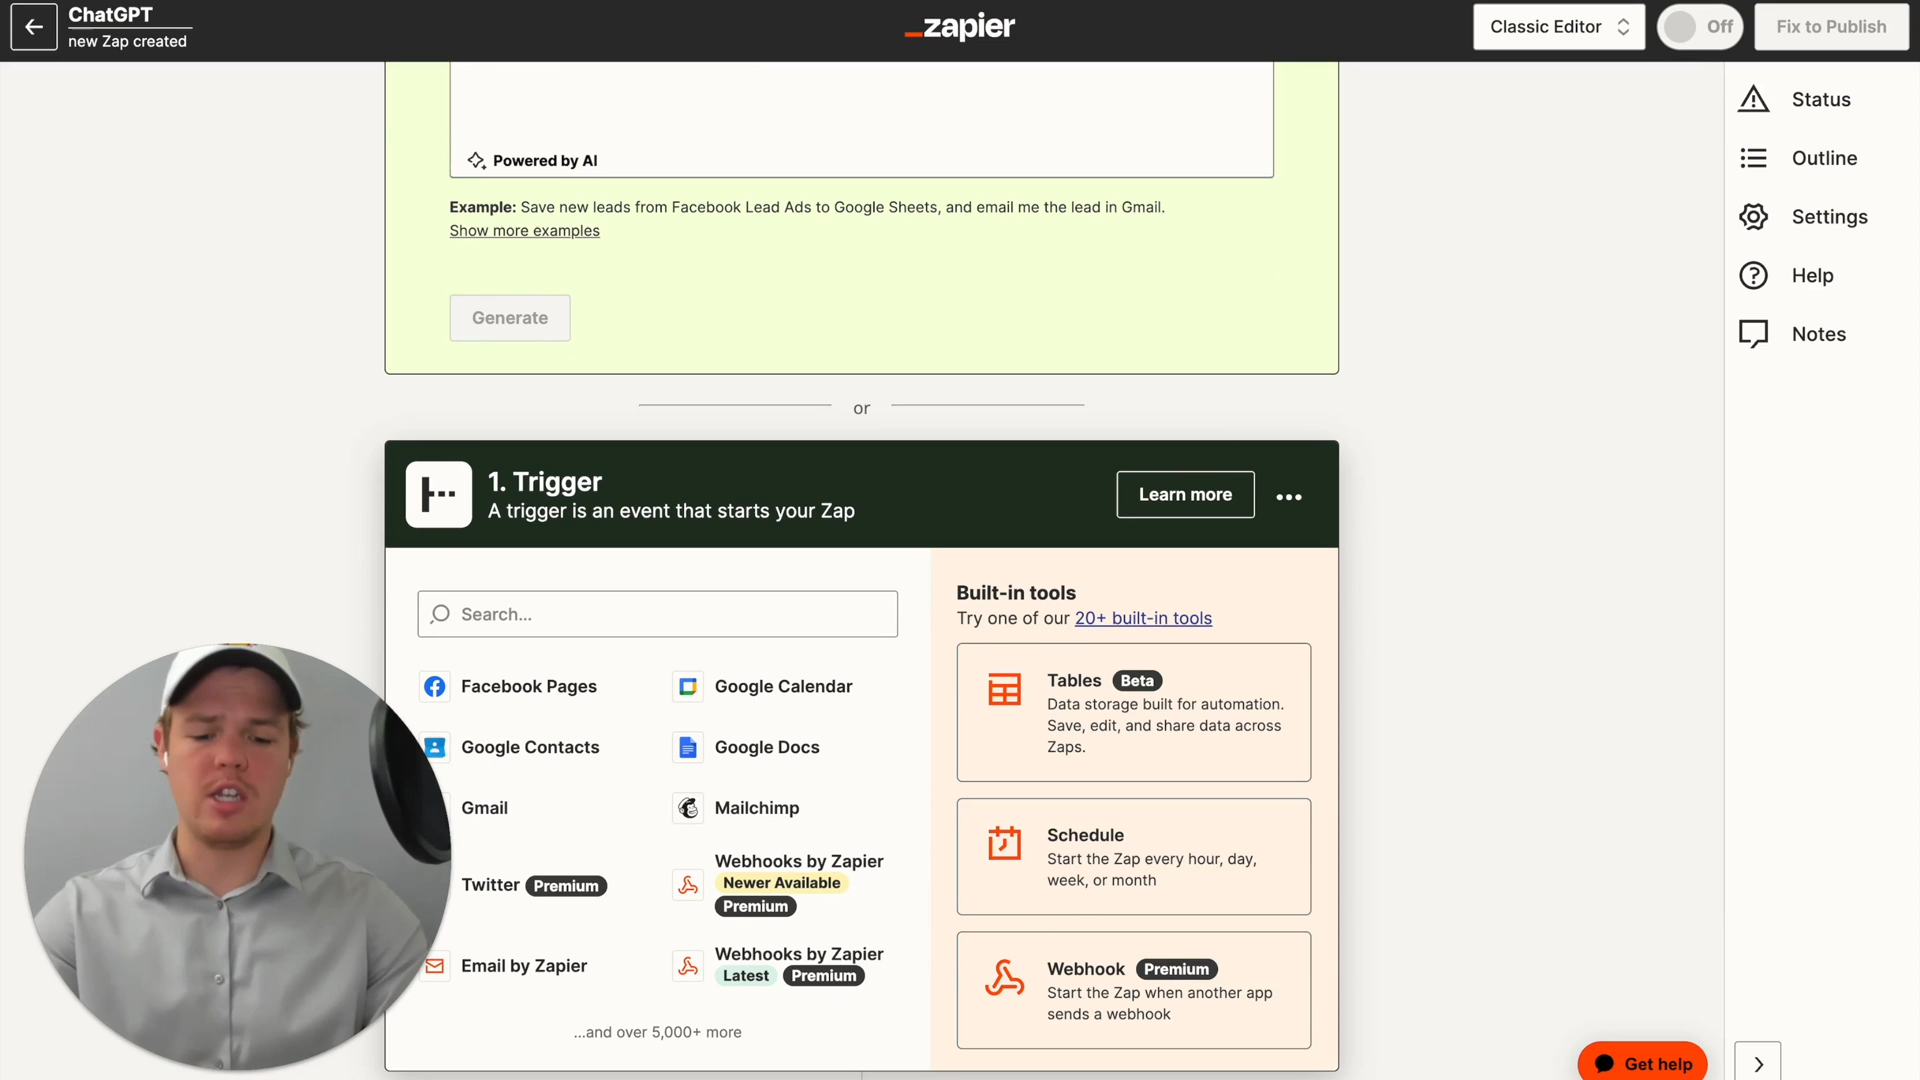 ChatGPT
new Zap created
_zapier
Classic Editor
Off
Fix to Publish
Status
Outline
Settings
Help
Notes
Powered by AI
Example: Save new leads from Facebook Lead Ads to Google Sheets, and email me the lead in Gmail.
Show more examples
Generate
or
1. Trigger
A trigger is an event that starts your Zap
Learn more
Search...
Facebook Pages
Google Calendar
Google Contacts
Google Docs
Gmail
Mailchimp
Twitter Premium
Webhooks by Zapier
Newer Available
Premium
Email by Zapier
Webhooks by Zapier
Latest Premium
...and over 5,000+ more
Built-in tools
Try one of our 20+ built-in tools
Tables Beta
Data storage built for automation.
Save, edit, and share data across
Zaps.
Schedule
Start the Zap every hour, day,
week, or month
Webhook Premium
Start the Zap when another app
sends a webhook
Get help